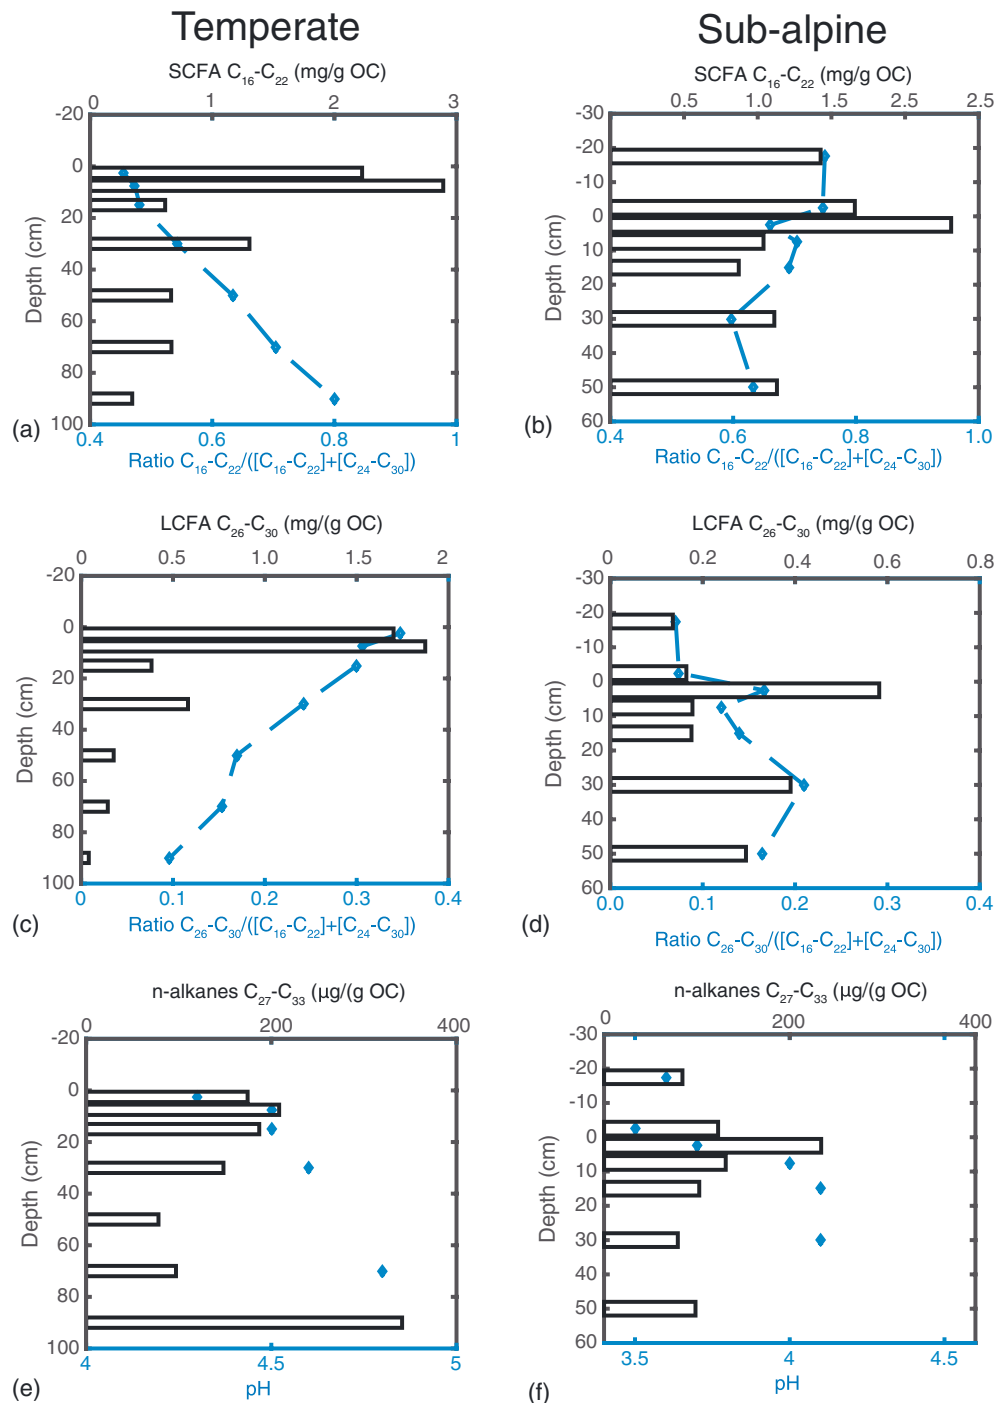 Temperate
Sub-alpine
SCFA C₁₆-C₂₂ (mg/g OC)
0 1 2 3
-20
0
20
40
60
80
100
Depth (cm)
(a)
0.4 0.6 0.8 1
Ratio C₁₆-C₂₂/([C₁₆-C₂₂]+[C₂₄-C₃₀])
SCFA C₁₆-C₂₂ (mg/g OC)
0.5 1.0 1.5 2.5 2.5
-30
-20
-10
0
10
20
30
40
50
60
Depth (cm)
(b)
0.4 0.6 0.8 1.0
Ratio C₁₆-C₂₂/([C₁₆-C₂₂]+[C₂₄-C₃₀])
LCFA C₂₆-C₃₀ (mg/(g OC)
0 0.5 1.0 1.5 2
-20
0
20
40
60
80
100
Depth (cm)
(c)
0 0.1 0.2 0.3 0.4
Ratio C₂₆-C₃₀/([C₁₆-C₂₂]+[C₂₄-C₃₀])
LCFA C₂₆-C₃₀ (mg/(g OC)
0 0.2 0.4 0.6 0.8
-30
-20
-10
0
10
20
30
40
50
60
Depth (cm)
(d)
0.0 0.1 0.2 0.3 0.4
Ratio C₂₆-C₃₀/([C₁₆-C₂₂]+[C₂₄-C₃₀])
n-alkanes C₂₇-C₃₃ (μg/(g OC)
0 200 400
-20
0
20
40
60
80
100
Depth (cm)
(e)
4 4.5 5
pH
n-alkanes C₂₇-C₃₃ (μg/(g OC)
0 200 400
-30
-20
-10
0
10
20
30
40
50
60
Depth (cm)
(f)
3.5 4 4.5
pH